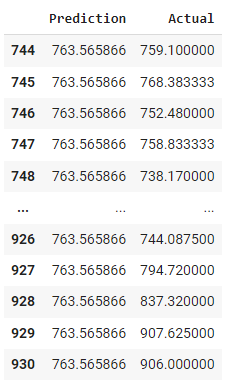 Prediction Actual
744 763.565866 759.100000
745 763.565866 768.383333
746 763.565866 752.480000
747 763.565866 758.833333
748 763.565866 738.170000
... ... ...
926 763.565866 744.087500
927 763.565866 794.720000
928 763.565866 837.320000
929 763.565866 907.625000
930 763.565866 906.000000